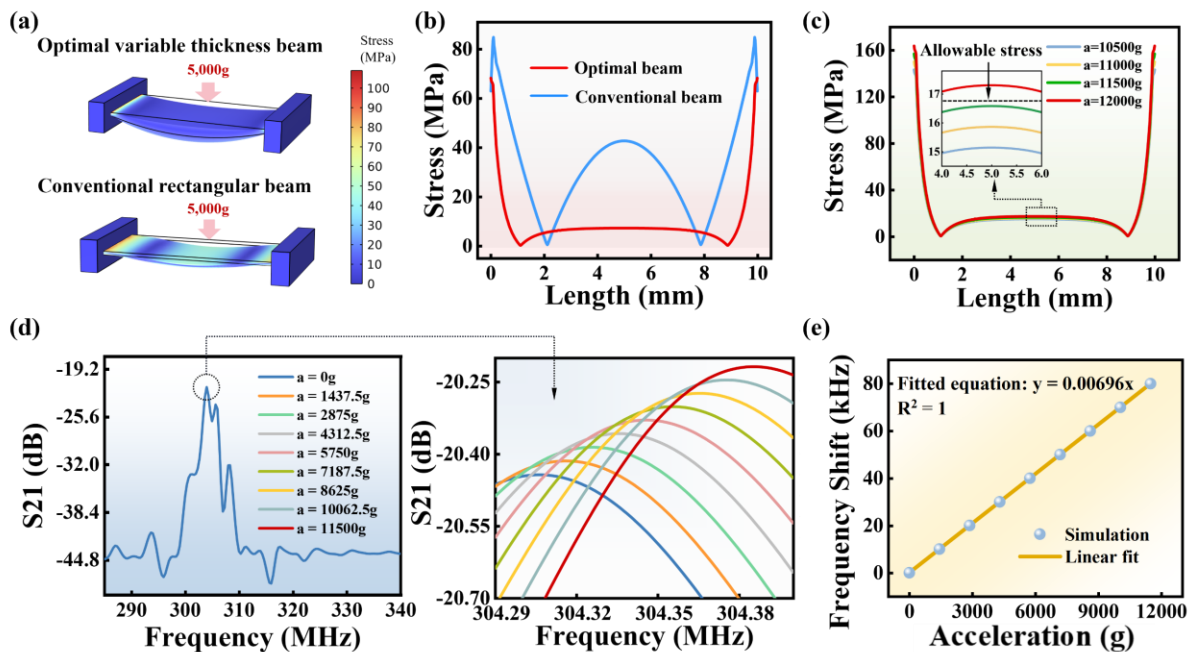 (a)
Optimal variable thickness beam
5,000g
Conventional rectangular beam
5,000g
Stress
(MPa)
100
90
80
70
60
50
40
30
20
10
0
(b)
Stress (MPa)
80
60
40
20
0
Optimal beam
Conventional beam
0 2 4 6 8 10
Length (mm)
(c)
Stress (MPa)
160
120
80
40
0
Allowable stress
a=10500g
a=11000g
a=11500g
a=12000g
17
16
15
4.0 4.5 5.0 5.5 6.0
0 2 4 6 8 10
Length (mm)
(d)
S21 (dB)
-19.2
-25.6
-32.0
-38.4
-44.8
a = 0g
a = 1437.5g
a = 2875g
a = 4312.5g
a = 5750g
a = 7187.5g
a = 8625g
a = 10062.5g
a = 11500g
290 300 310 320 330 340
Frequency (MHz)
S21 (dB)
-20.25
-20.40
-20.55
-20.70
304.29 304.32 304.35 304.38
Frequency (MHz)
(e)
Frequency Shift (kHz)
80
60
40
20
0
Fitted equation: y = 0.00696x
R² = 1
Simulation
Linear fit
0 3000 6000 9000 12000
Acceleration (g)